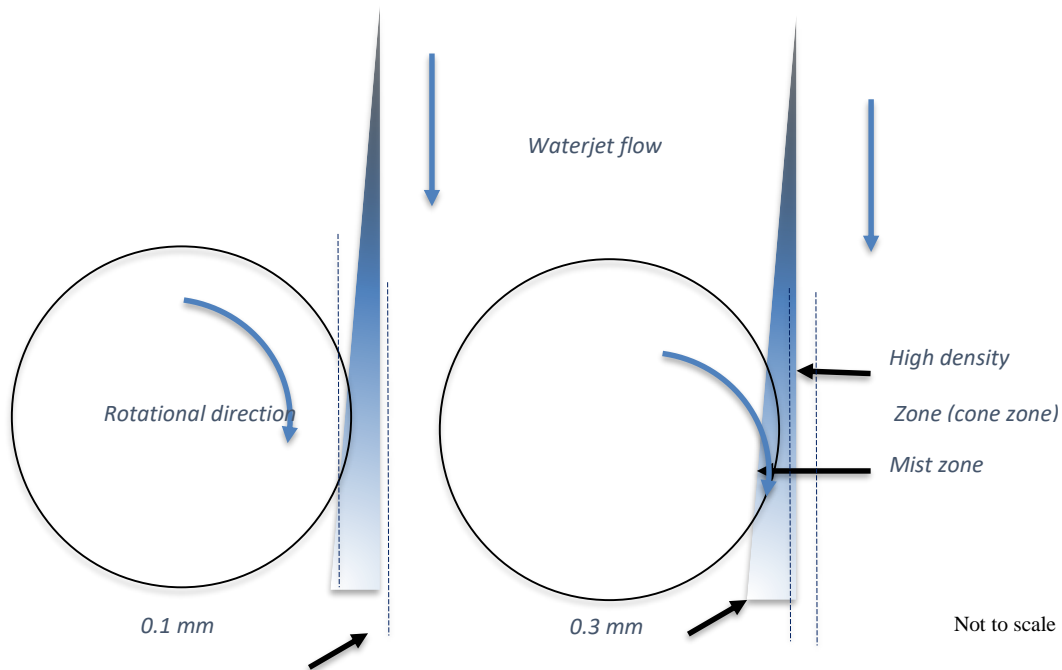 Waterjet flow
High density
Rotational direction
Zone (cone zone)
Mist zone
0.1 mm
0.3 mm
Not to scale